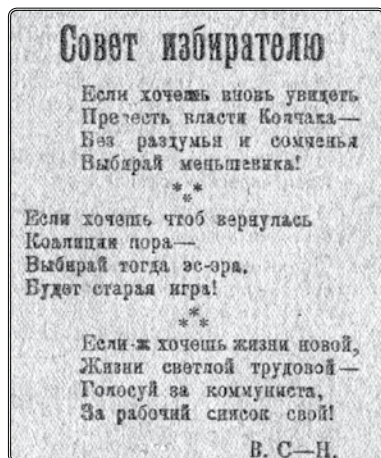 Совет избирателю
Если хочешь вновь увидеть
Прелесть власти Колчака—
Без раздумья и сомненья
Выбирай меньшевика!
* * *
Если хочешь чтоб вернулась
Коалиции пора—
Выбирай тогда эс-эра,
Будет старая игра!
* * *
Если-ж хочешь жизни новой,
Жизни светлой трудовой—
Голосуй за коммуниста,
За рабочий список свой!
В. С—Н.